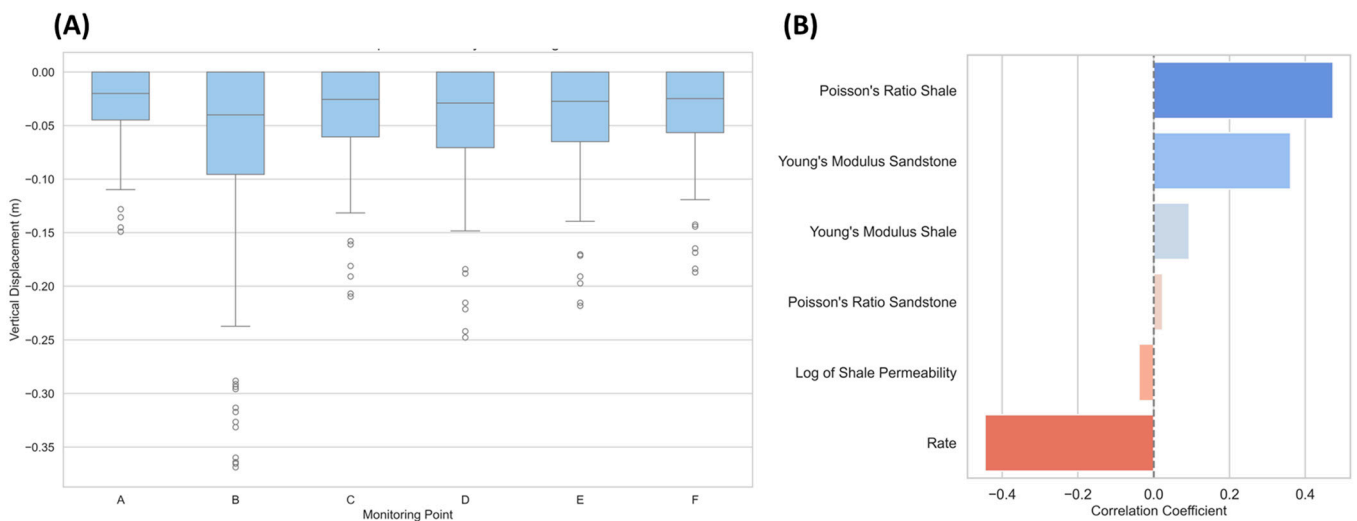 (A)
0.00
−0.05
−0.10
−0.15
−0.20
−0.25
−0.30
−0.35
Vertical Displacement (m)
A B C D E F
Monitoring Point
(B)
Poisson's Ratio Shale
Young's Modulus Sandstone
Young's Modulus Shale
Poisson's Ratio Sandstone
Log of Shale Permeability
Rate
−0.4 −0.2 0.0 0.2 0.4
Correlation Coefficient